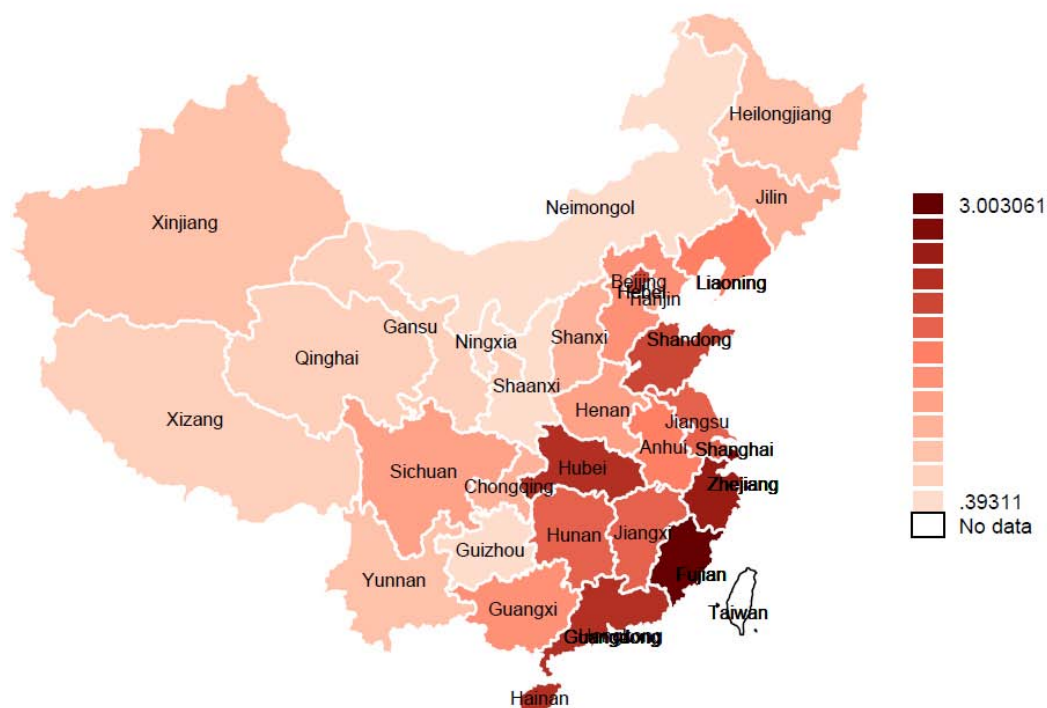 Heilongjiang
Jilin
Neimongol
Xinjiang
3.003061
Beijing
Hebei
Tianjin
Liaoning
Gansu
Ningxia
Shanxi
Shandong
Qinghai
Shaanxi
Xizang
Henan
Jiangsu
Anhui
Shanghai
Sichuan
Hubei
Chongqing
Zhejiang
.39311
No data
Hunan
Jiangxi
Guizhou
Yunnan
Fujian
Guangxi
Taiwan
Guangdong
Hainan